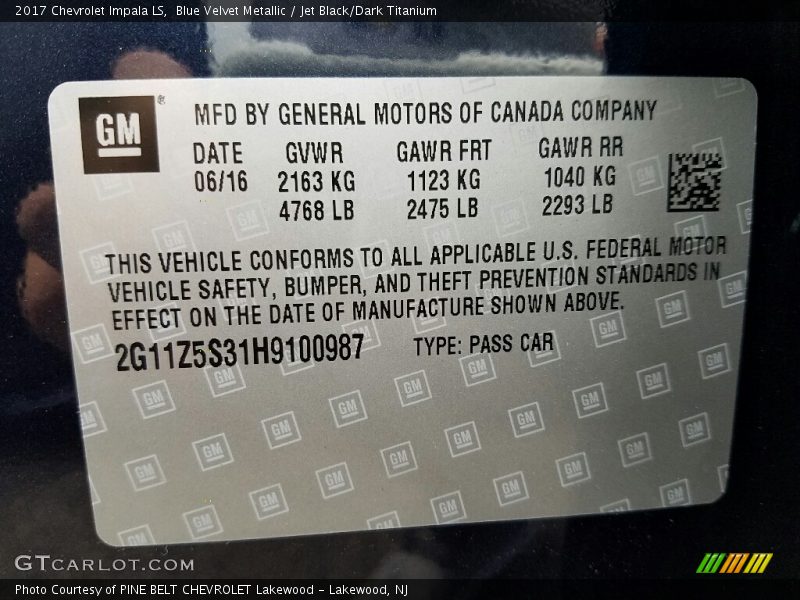 2017 Chevrolet Impala LS, Blue Velvet Metallic / Jet Black/Dark Titanium
GM ® MFD BY GENERAL MOTORS OF CANADA COMPANY
DATE GVWR GAWR FRT GAWR RR
06/16 2163 KG 1123 KG 1040 KG
4768 LB 2475 LB 2293 LB
THIS VEHICLE CONFORMS TO ALL APPLICABLE U.S. FEDERAL MOTOR
VEHICLE SAFETY, BUMPER, AND THEFT PREVENTION STANDARDS IN
EFFECT ON THE DATE OF MANUFACTURE SHOWN ABOVE.
2G11Z5S31H9100987 TYPE: PASS CAR
GTCARLOT.COM
Photo Courtesy of PINE BELT CHEVROLET Lakewood - Lakewood, NJ